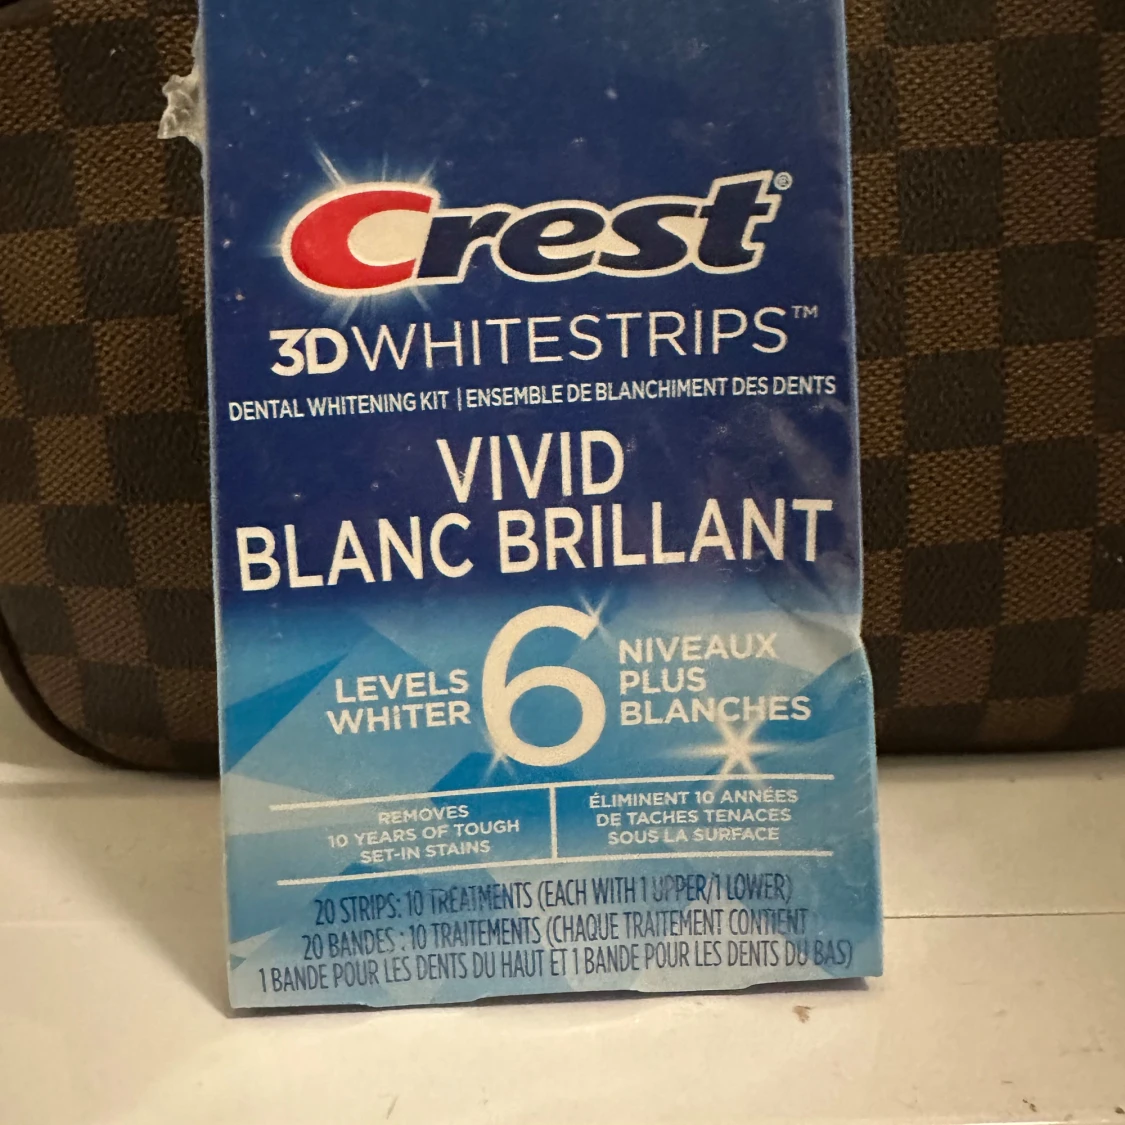 Crest®
3DWHITESTRIPS™
DENTAL WHITENING KIT | ENSEMBLE DE BLANCHIMENT DES DENTS
VIVID
BLANC BRILLANT
LEVELS
WHITER
6
NIVEAUX
PLUS
BLANCHES
REMOVES
10 YEARS OF TOUGH
SET-IN STAINS
ÉLIMINENT 10 ANNÉES
DE TACHES TENACES
SOUS LA SURFACE
20 STRIPS: 10 TREATMENTS (EACH WITH 1 UPPER/1 LOWER)
20 BANDES : 10 TRAITEMENTS (CHAQUE TRAITEMENT CONTIENT
1 BANDE POUR LES DENTS DU HAUT ET 1 BANDE POUR LES DENTS DU BAS)